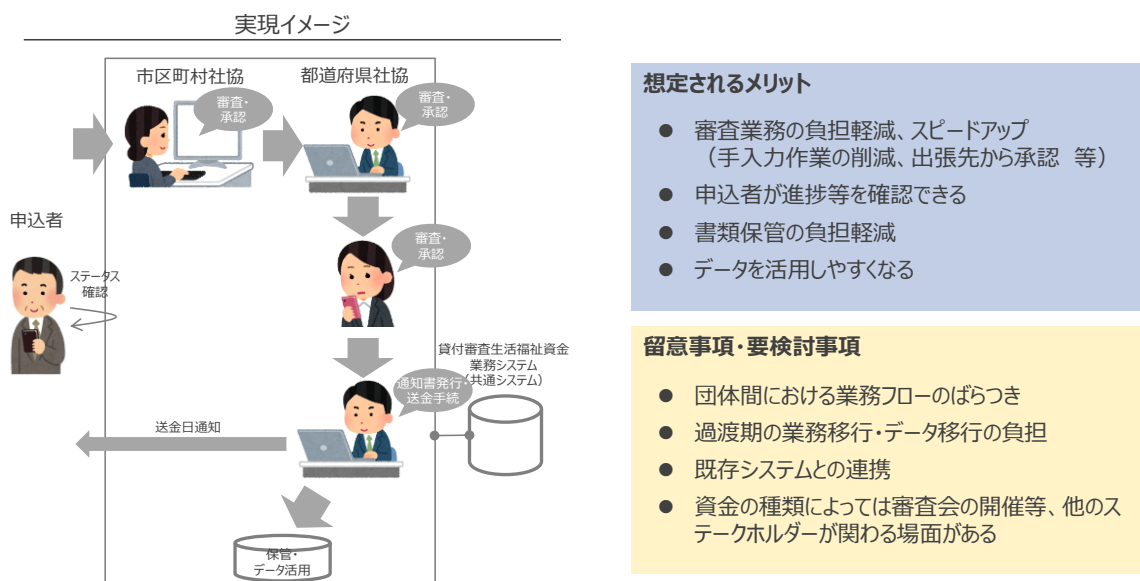 実現イメージ
市区町村社協
都道府県社協
審査・
承認
審査・
承認
申込者
審査・
承認
ステータス
確認
貸付審査生活福祉資金
業務システム
（共通システム）
通知書発行・
送金手続
送金日通知
保管・
データ活用
想定されるメリット
● 審査業務の負担軽減、スピードアップ
（手入力作業の削減、出張先から承認　等）
● 申込者が進捗等を確認できる
● 書類保管の負担軽減
● データを活用しやすくなる
留意事項・要検討事項
● 団体間における業務フローのばらつき
● 過渡期の業務移行・データ移行の負担
● 既存システムとの連携
● 資金の種類によっては審査会の開催等、他のス
テークホルダーが関わる場面がある